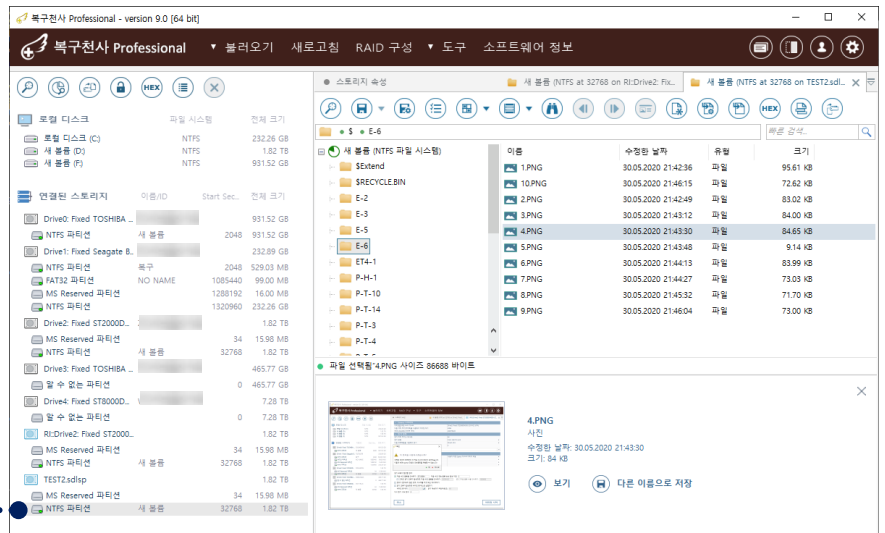 복구천사 Professional - version 9.0 (64 bit)
복구천사 Professional ▼ 불러오기 새로고침 RAID 구성 ▼ 도구 소프트웨어 정보
HEX
로컬 디스크 파일 시스템 전체 크기
로컬 디스크 (C:) NTFS 232.26 GB
새 볼륨 (D:) NTFS 1.82 TB
새 볼륨 (F:) NTFS 931.52 GB
연결된 스토리지 이름/ID Start Sec... 전체 크기
Drive0: Fixed TOSHIBA ... 931.52 GB
NTFS 파티션 새 볼륨 2048 931.52 GB
Drive1: Fixed Seagate B... 232.89 GB
NTFS 파티션 복구 2048 529.03 MB
FAT32 파티션 NO NAME 1085440 99.00 MB
MS Reserved 파티션 1288192 16.00 MB
NTFS 파티션 1320960 232.26 GB
Drive2: Fixed ST2000D... 1.82 TB
MS Reserved 파티션 34 15.98 MB
NTFS 파티션 새 볼륨 32768 1.82 TB
Drive3: Fixed TOSHIBA ... 465.77 GB
알 수 없는 파티션 0 465.77 GB
Drive4: Fixed ST8000D... 7.28 TB
알 수 없는 파티션 0 7.28 TB
RI:Drive2: Fixed ST2000... 1.82 TB
MS Reserved 파티션 34 15.98 MB
NTFS 파티션 새 볼륨 32768 1.82 TB
TEST2.sdlsp 1.82 TB
MS Reserved 파티션 34 15.98 MB
NTFS 파티션 새 볼륨 32768 1.82 TB
스토리지 속성 새 볼륨 (NTFS at 32768 on RI:Drive2: Fix... 새 볼륨 (NTFS at 32768 on TEST2.sdl...
HEX
$ E-6 빠른 검색...
새 볼륨 (NTFS 파일 시스템)
$Extend
$RECYCLE.BIN
E-2
E-3
E-5
E-6
ET4-1
P-H-1
P-T-10
P-T-14
P-T-3
P-T-4
이름 수정한 날짜 유형 크기
1.PNG 30.05.2020 21:42:36 파일 95.61 KB
10.PNG 30.05.2020 21:46:15 파일 72.62 KB
2.PNG 30.05.2020 21:42:49 파일 83.02 KB
3.PNG 30.05.2020 21:43:12 파일 84.00 KB
4.PNG 30.05.2020 21:43:30 파일 84.65 KB
5.PNG 30.05.2020 21:43:48 파일 9.14 KB
6.PNG 30.05.2020 21:44:13 파일 83.99 KB
7.PNG 30.05.2020 21:44:27 파일 73.03 KB
8.PNG 30.05.2020 21:45:32 파일 71.70 KB
9.PNG 30.05.2020 21:46:04 파일 73.00 KB
파일 선택됨"4.PNG 사이즈 86688 바이트
4.PNG
사진
수정한 날짜: 30.05.2020 21:43:30
크기: 84 KB
보기 다른 이름으로 저장